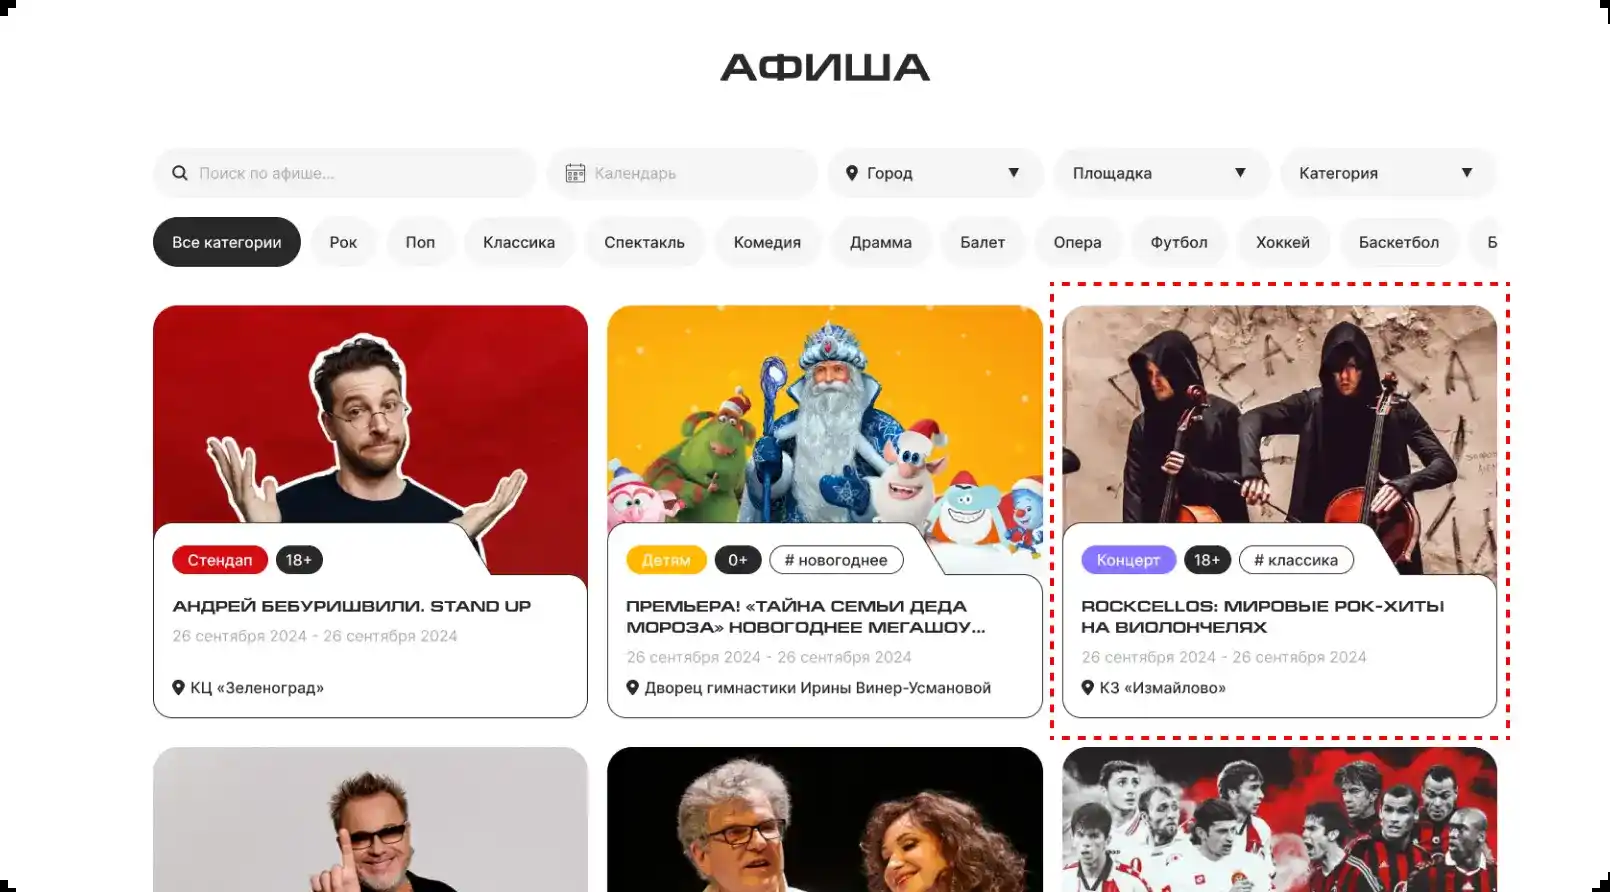 АФИША
Поиск по афише...
Календарь
Город
Площадка
Категория
Все категории
Рок
Поп
Классика
Спектакль
Комедия
Драмма
Балет
Опера
Футбол
Хоккей
Баскетбол
Б
Стендап
18+
АНДРЕЙ БЕБУРИШВИЛИ. STAND UP
26 сентября 2024 - 26 сентября 2024
КЦ «Зеленоград»
Детям
0+
# новогоднее
ПРЕМЬЕРА! «ТАЙНА СЕМЬИ ДЕДА
МОРОЗА» НОВОГОДНЕЕ МЕГАШОУ...
26 сентября 2024 - 26 сентября 2024
Дворец гимнастики Ирины Винер-Усмановой
Концерт
18+
# классика
ROCKCELLOS: МИРОВЫЕ РОК-ХИТЫ
НА ВИОЛОНЧЕЛЯХ
26 сентября 2024 - 26 сентября 2024
КЗ «Измайлово»